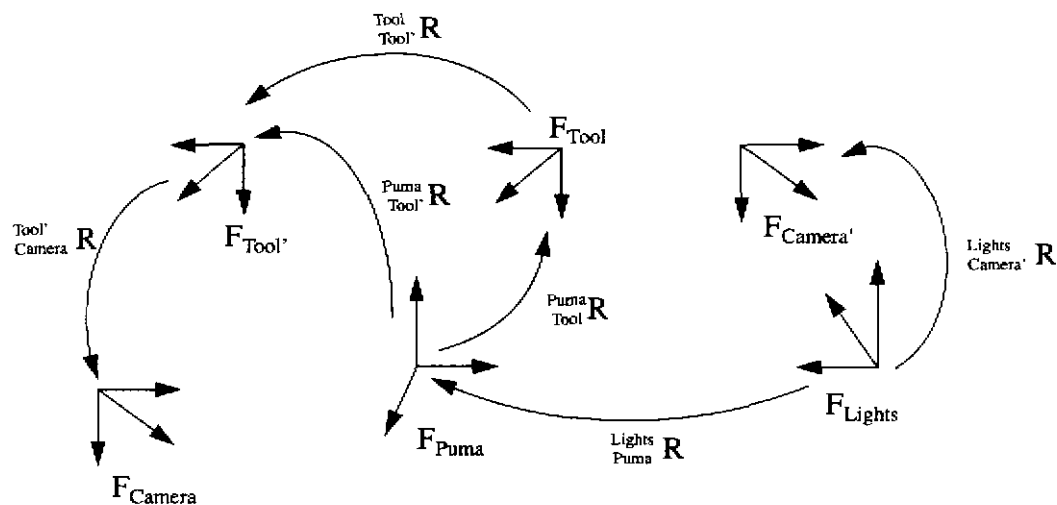 Tool
Tool' R
F Tool
Puma
Tool' R
F Tool'
F Camera'
Tool'
Camera R
Lights
Camera' R
Puma
Tool R
F Lights
F Puma
Lights
Puma R
F Camera